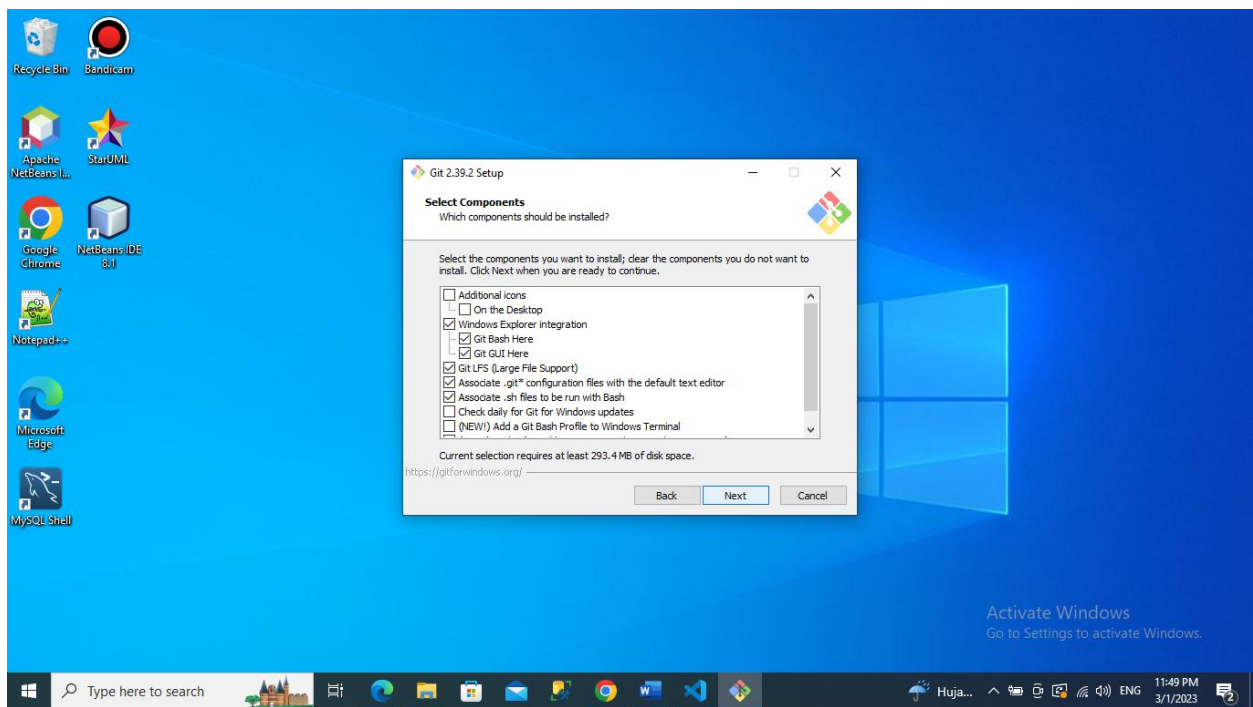 Recycle Bin
Bandicam
Apache
NetBeans I...
StarUML
Google
Chrome
NetBeans IDE
8.1
Notepad++
Microsoft
Edge
MySQL Shell
Git 2.39.2 Setup
Select Components
Which components should be installed?
Select the components you want to install; clear the components you do not want to
install. Click Next when you are ready to continue.
Additional icons
On the Desktop
Windows Explorer integration
Git Bash Here
Git GUI Here
Git LFS (Large File Support)
Associate .git* configuration files with the default text editor
Associate .sh files to be run with Bash
Check daily for Git for Windows updates
(NEW!) Add a Git Bash Profile to Windows Terminal
Current selection requires at least 293.4 MB of disk space.
https://gitforwindows.org/
Back
Next
Cancel
Activate Windows
Go to Settings to activate Windows.
Type here to search
Huja...
ENG
11:49 PM
3/1/2023
2